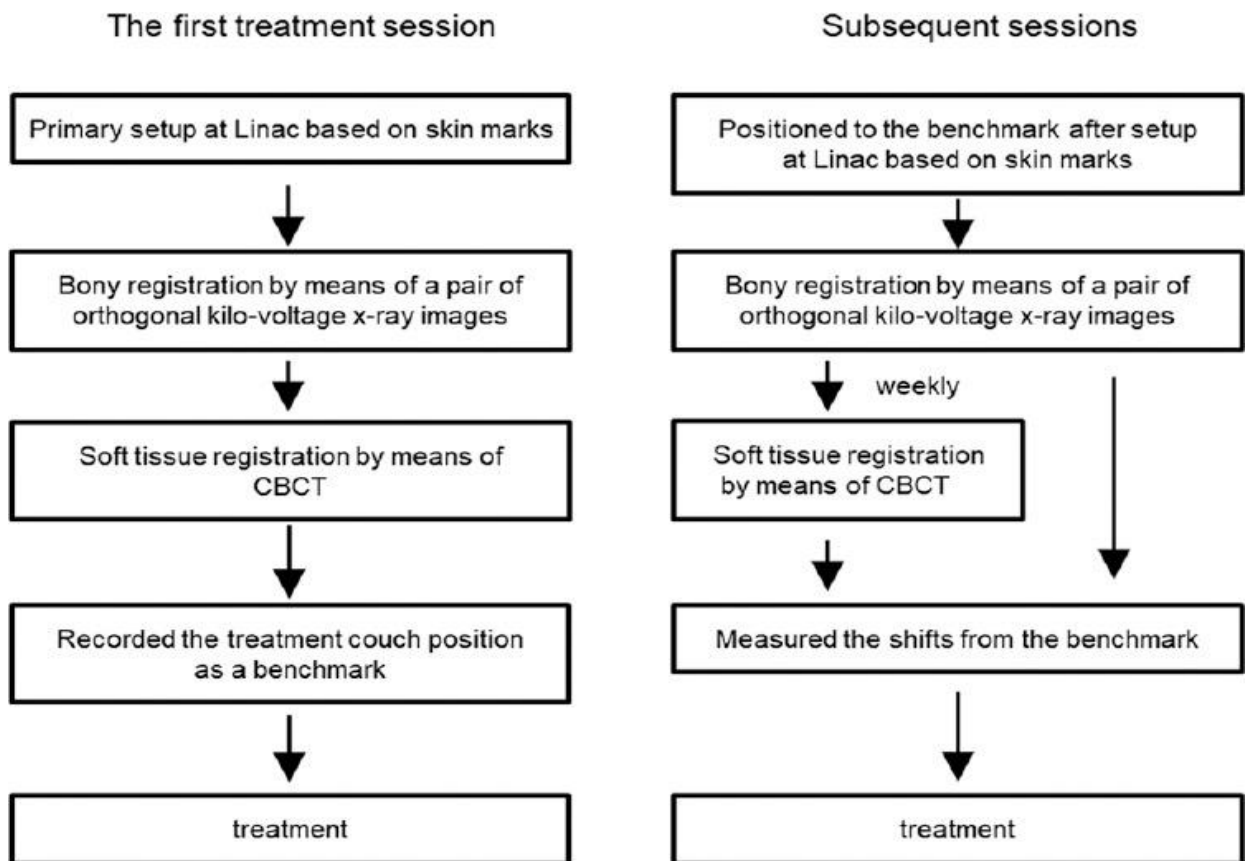 The first treatment session
Primary setup at Linac based on skin marks
Bony registration by means of a pair of
orthogonal kilo-voltage x-ray images
Soft tissue registration by means of
CBCT
Recorded the treatment couch position
as a benchmark
treatment
Subsequent sessions
Positioned to the benchmark after setup
at Linac based on skin marks
Bony registration by means of a pair of
orthogonal kilo-voltage x-ray images
weekly
Soft tissue registration
by means of CBCT
Measured the shifts from the benchmark
treatment